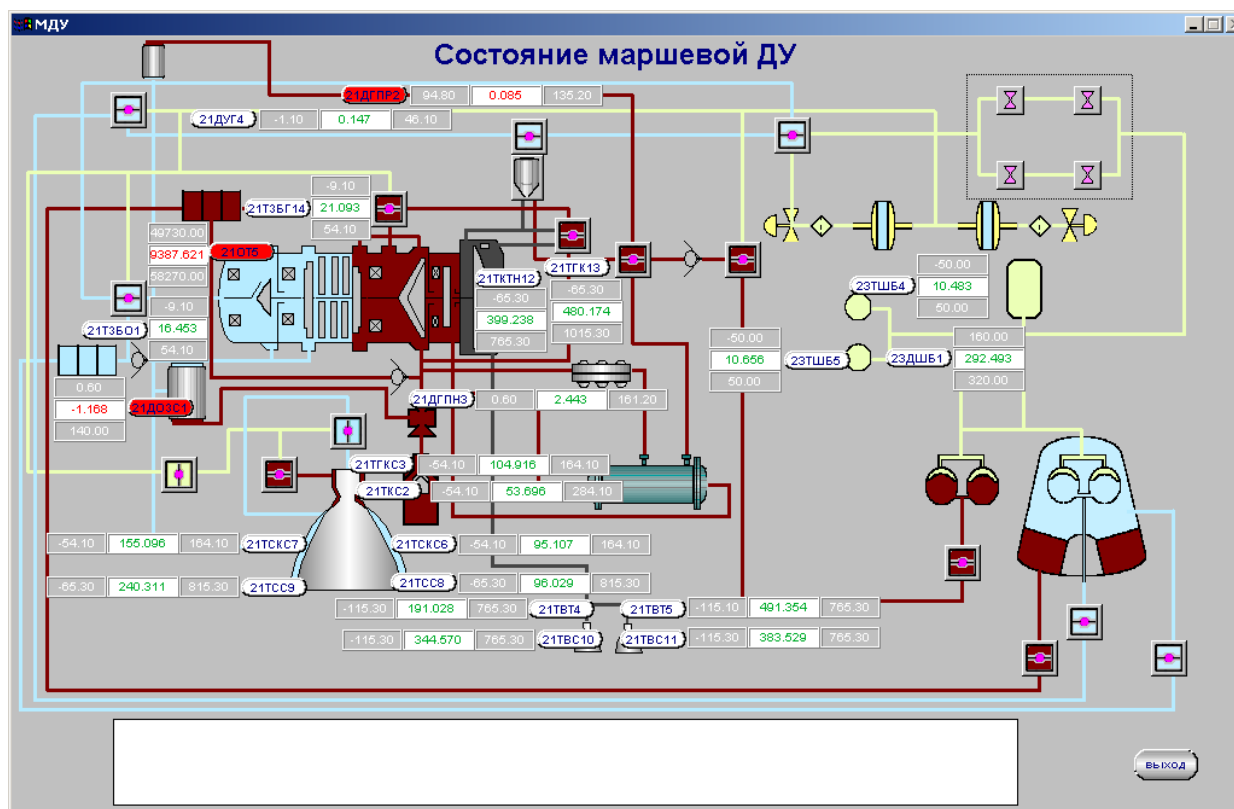 МДУ
Состояние маршевой ДУ
21ДГПР2 94.80 0.085 135.20
21ДУГ4 -1.10 0.147 46.10
-9.10
21ТЗБГ14 21.093
54.10
49730.00
9387.621 21ОТ5
58270.00
-9.10
21ТЗБО1 16.453
54.10
21ТГК13
-65.30
480.174
1015.30
21ТКТН12
-65.30
399.238
765.30
-50.00
23ТШБ4 10.483
50.00
-50.00
10.656 23ТШБ5
50.00
160.00
23ДШБ1 292.493
320.00
0.60
-1.168 21ДОЗС1
140.00
21ДГПН3 0.60 2.443 161.20
21ТГКС3 -54.10 104.916 164.10
21ТКС2 -54.10 53.696 284.10
-54.10 155.096 164.10 21ТСКС7
21ТСКС6 -54.10 95.107 164.10
-65.30 240.311 815.30 21ТСС9
21ТСС8 -65.30 96.029 815.30
-115.30 191.028 765.30 21ТВТ4
21ТВТ5 -115.10 491.354 765.30
-115.30 344.570 765.30 21ТВС10
21ТВС11 -115.30 383.529 765.30
выход